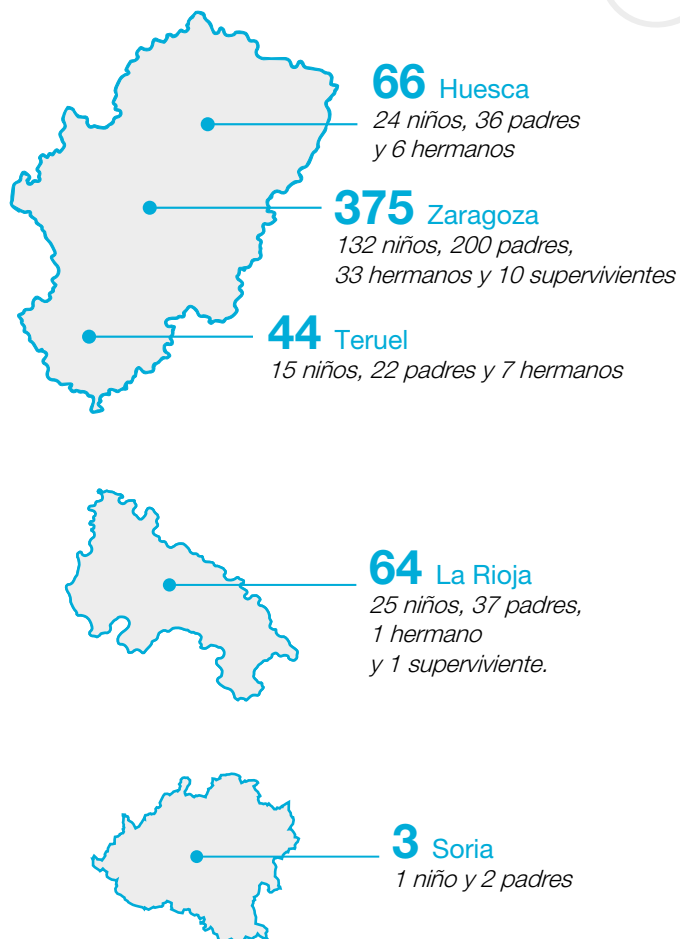 66 Huesca
24 niños, 36 padres
y 6 hermanos
375 Zaragoza
132 niños, 200 padres,
33 hermanos y 10 supervivientes
44 Teruel
15 niños, 22 padres y 7 hermanos
64 La Rioja
25 niños, 37 padres,
1 hermano
y 1 superviviente.
3 Soria
1 niño y 2 padres